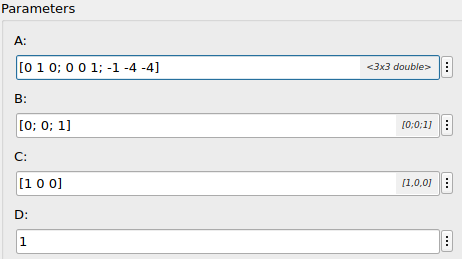 Parameters
A:
[0 1 0; 0 0 1; -1 -4 -4] <3x3 double>
B:
[0; 0; 1] [0;0;1]
C:
[1 0 0] [1,0,0]
D:
1